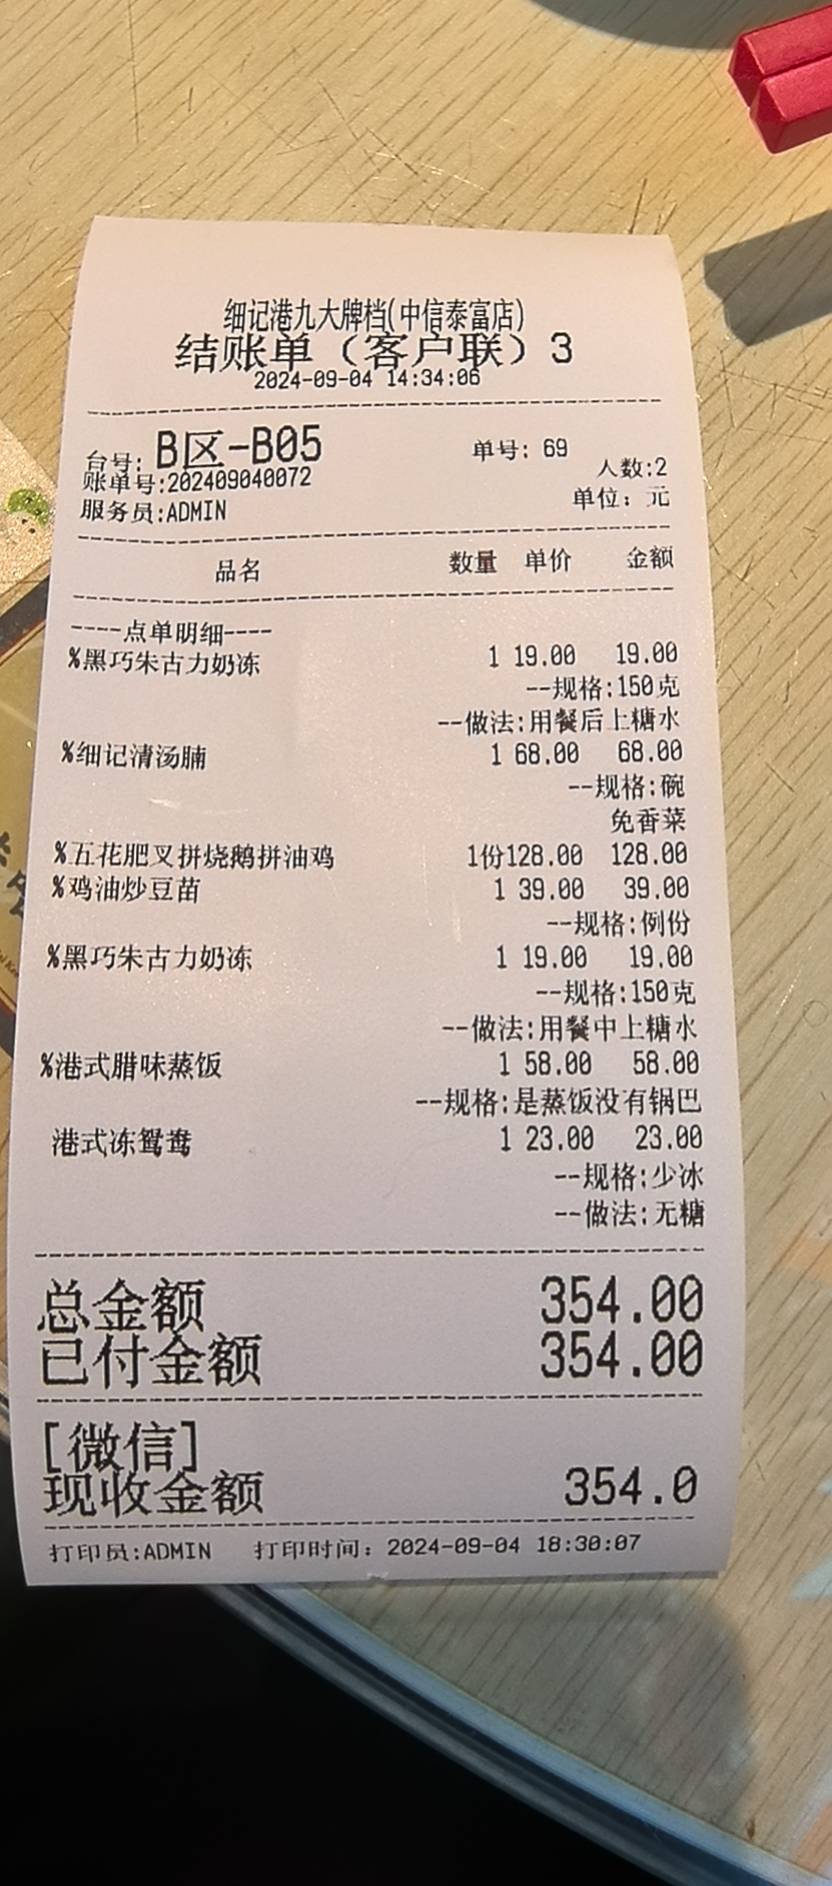 细记港九大牌档(中信泰富店)
结账单（客户联）3
2024-09-04 14:34:06
台号: B区-B05 单号: 69
账单号:202409040072 人数:2
服务员:ADMIN 单位: 元
品名 数量 单价 金额
----点单明细----
%黑巧朱古力奶冻 1 19.00 19.00
--规格:150克
--做法:用餐后上糖水
%细记清汤腩 1 68.00 68.00
--规格:碗
免香菜
%五花肥叉拼烧鹅拼油鸡 1份128.00 128.00
%鸡油炒豆苗 1 39.00 39.00
--规格:例份
%黑巧朱古力奶冻 1 19.00 19.00
--规格:150克
--做法:用餐中上糖水
%港式腊味蒸饭 1 58.00 58.00
--规格:是蒸饭没有锅巴
港式冻鸳鸯 1 23.00 23.00
--规格:少冰
--做法:无糖
总金额 354.00
已付金额 354.00
[微信]
现收金额 354.0
打印员:ADMIN 打印时间: 2024-09-04 18:30:07